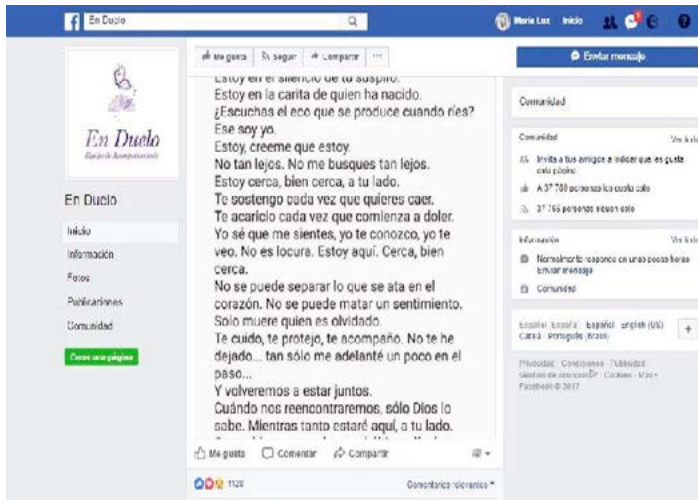 En Duelo
María Luz Inicio
Me gusta Seguir Compartir ...
Enviar mensaje
En Duelo
Equipo de Acompañamiento
En Duelo
Inicio
Información
Fotos
Publicaciones
Comunidad
Crear una página
Estoy en el silencio de tu suspiro.
Estoy en la carita de quien ha nacido.
¿Escuchas el eco que se produce cuando ríes?
Ese soy yo.
Estoy, creeme que estoy.
No tan lejos. No me busques tan lejos.
Estoy cerca, bien cerca, a tu lado.
Te sostengo cada vez que quieres caer.
Te acaricio cada vez que comienza a doler.
Yo sé que me sientes, yo te conozco, yo te
veo. No es locura. Estoy aquí. Cerca, bien
cerca.
No se puede separar lo que se ata en el
corazón. No se puede matar un sentimiento.
Solo muere quien es olvidado.
Te cuido, te protejo, te acompaño. No te he
dejado... tan sólo me adelanté un poco en el
paso...
Y volveremos a estar juntos.
Cuándo nos reencontraremos, sólo Dios lo
sabe. Mientras tanto estaré aquí, a tu lado.
Me gusta Comentar Compartir
Comentarios relevantes
Comunidad
Comunidad Ver todo
Invita a tus amigos a indicar que les gusta
esta página
personas les gusta esto
personas siguen esto
Información Ver todo
Normalmente responde en unas pocas horas
Enviar mensaje
Comunidad
Español (España) Español English (US)
Català Português (Brasil)
Privacidad Condiciones Publicidad
Cookies Más
Facebook © 2017